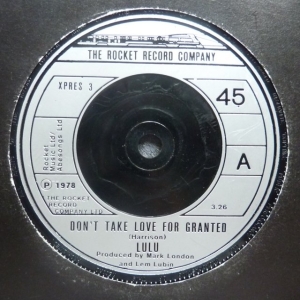 THE ROCKET RECORD COMPANY
XPRES 3
45
Rocket
Music Ltd/
Abesongs Ltd
A
P 1978
THE ROCKET
RECORD
COMPANY LTD
3.26
DON'T TAKE LOVE FOR GRANTED
(Harrison)
LULU
Produced by Mark London
and Lem Lubin